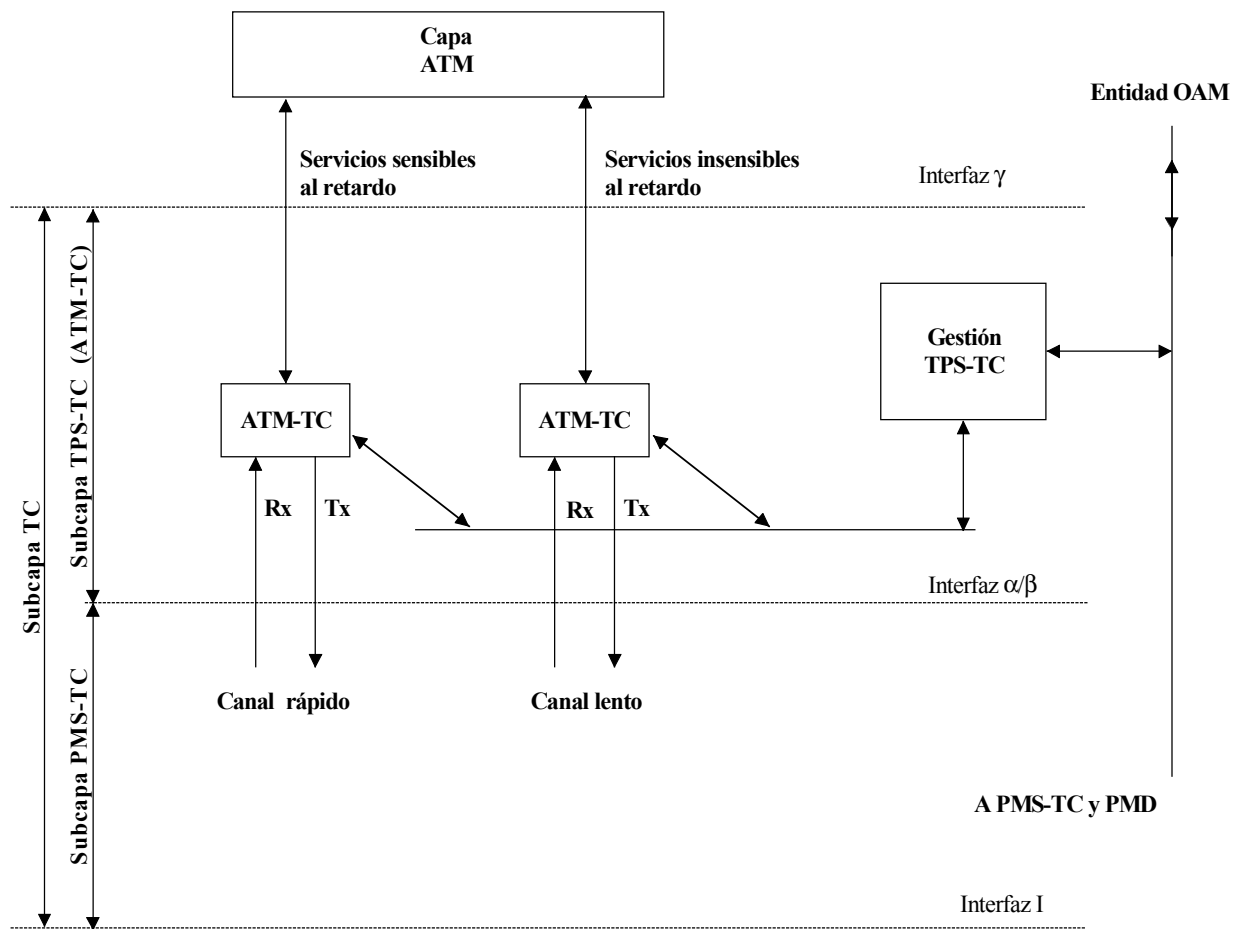 Capa
ATM
Entidad OAM
Servicios sensibles
al retardo
Servicios insensibles
al retardo
Interfaz γ
Subcapa TC
Subcapa TPS-TC (ATM-TC)
Gestión
TPS-TC
ATM-TC
ATM-TC
Rx
Tx
Rx
Tx
Interfaz α/β
Subcapa PMS-TC
Canal rápido
Canal lento
A PMS-TC y PMD
Interfaz I